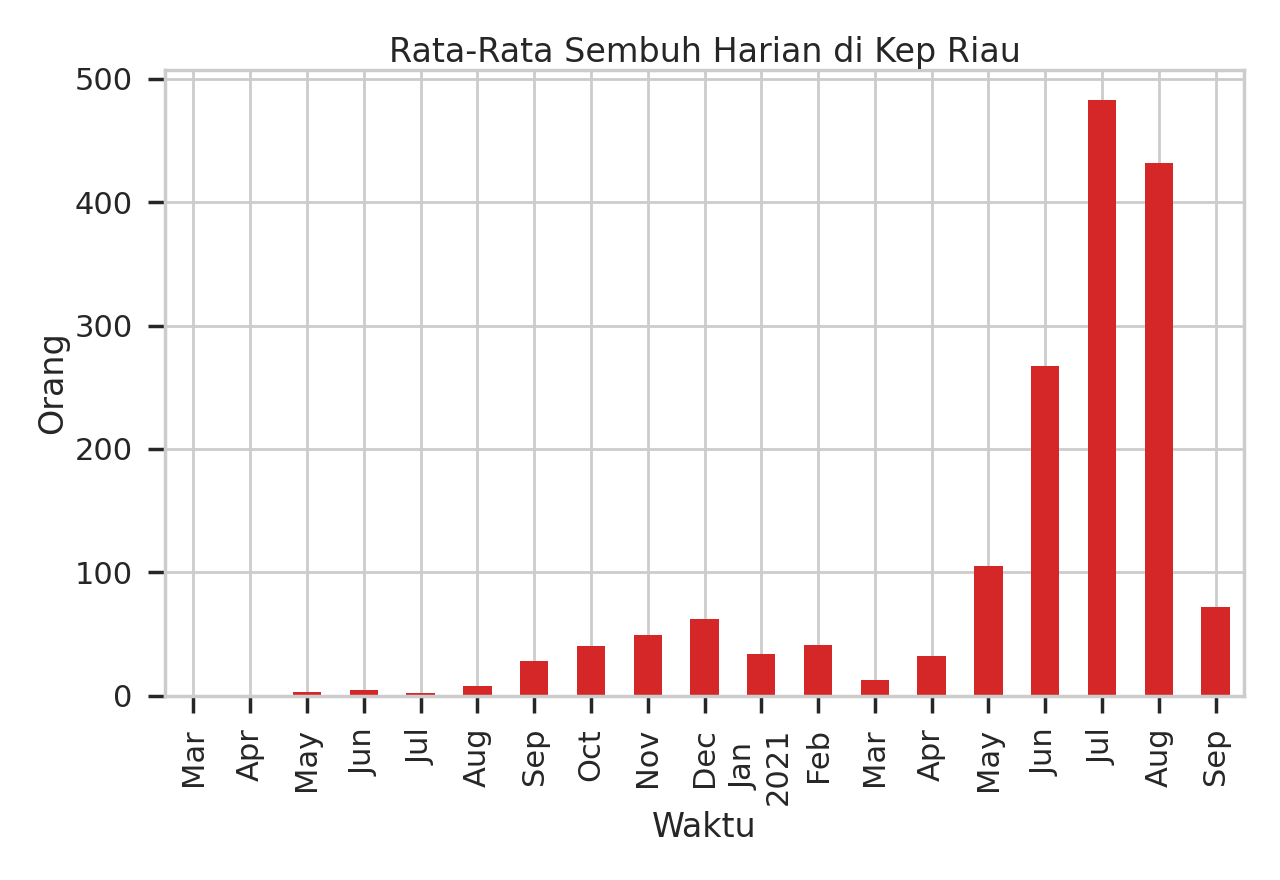 Rata-Rata Sembuh Harian di Kep Riau
500
400
300
200
100
0
Orang
Mar
Apr
May
Jun
Jul
Aug
Sep
Oct
Nov
Dec
Jan
2021
Feb
Mar
Apr
May
Jun
Jul
Aug
Sep
Waktu